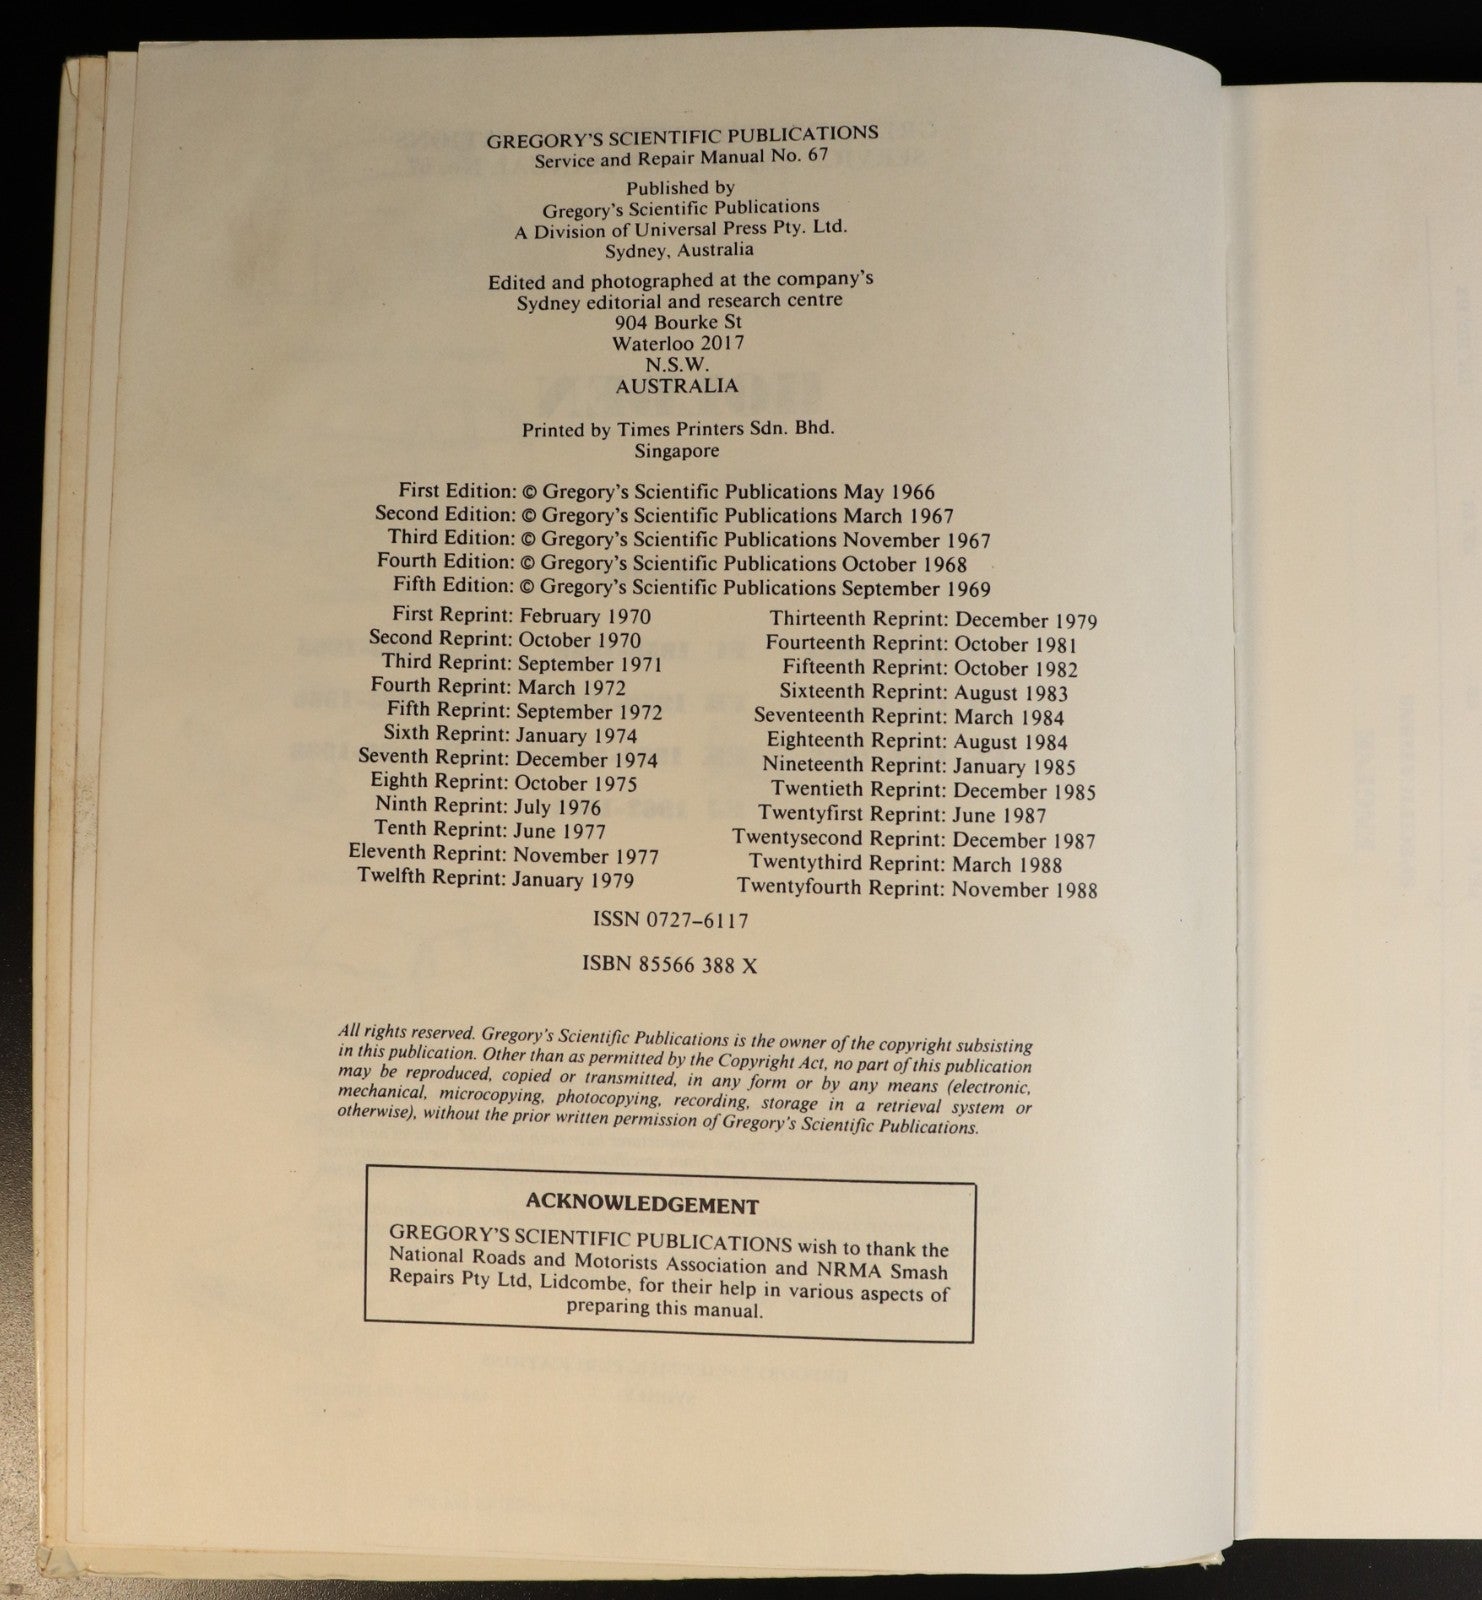 GREGORY'S SCIENTIFIC PUBLICATIONS
Service and Repair Manual No. 67
Published by
Gregory's Scientific Publications
A Division of Universal Press Pty. Ltd.
Sydney, Australia
Edited and photographed at the company's
Sydney editorial and research centre
904 Bourke St
Waterloo 2017
N.S.W.
AUSTRALIA
Printed by Times Printers Sdn. Bhd.
Singapore
First Edition: © Gregory's Scientific Publications May 1966
Second Edition: © Gregory's Scientific Publications March 1967
Third Edition: © Gregory's Scientific Publications November 1967
Fourth Edition: © Gregory's Scientific Publications October 1968
Fifth Edition: © Gregory's Scientific Publications September 1969
First Reprint: February 1970
Second Reprint: October 1970
Third Reprint: September 1971
Fourth Reprint: March 1972
Fifth Reprint: September 1972
Sixth Reprint: January 1974
Seventh Reprint: December 1974
Eighth Reprint: October 1975
Ninth Reprint: July 1976
Tenth Reprint: June 1977
Eleventh Reprint: November 1977
Twelfth Reprint: January 1979
Thirteenth Reprint: December 1979
Fourteenth Reprint: October 1981
Fifteenth Reprint: October 1982
Sixteenth Reprint: August 1983
Seventeenth Reprint: March 1984
Eighteenth Reprint: August 1984
Nineteenth Reprint: January 1985
Twentieth Reprint: December 1985
Twentyfirst Reprint: June 1987
Twentysecond Reprint: December 1987
Twentythird Reprint: March 1988
Twentyfourth Reprint: November 1988
ISSN 0727–6117
ISBN 85566 388 X
All rights reserved. Gregory's Scientific Publications is the owner of the copyright subsisting
in this publication. Other than as permitted by the Copyright Act, no part of this publication
may be reproduced, copied or transmitted, in any form or by any means (electronic,
mechanical, microcopying, photocopying, recording, storage in a retrieval system or
otherwise), without the prior written permission of Gregory's Scientific Publications.
ACKNOWLEDGEMENT
GREGORY'S SCIENTIFIC PUBLICATIONS wish to thank the
National Roads and Motorists Association and NRMA Smash
Repairs Pty Ltd, Lidcombe, for their help in various aspects of
preparing this manual.